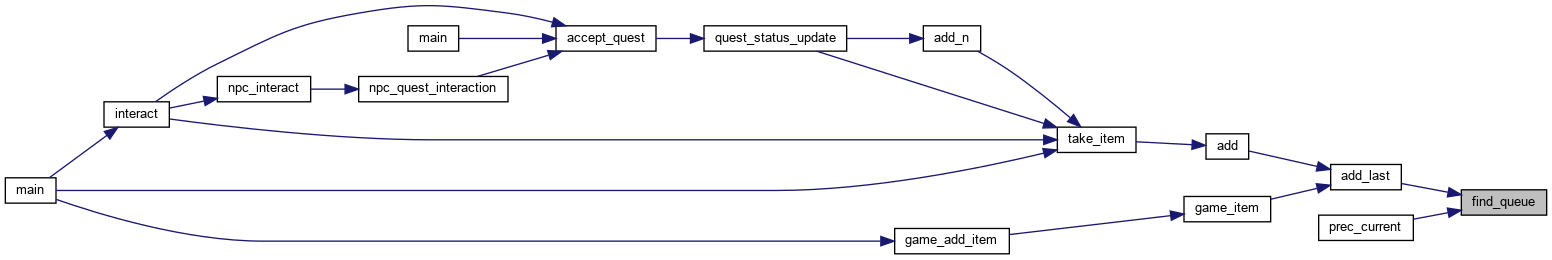 main
accept_quest
quest_status_update
add_n
npc_interact
npc_quest_interaction
interact
take_item
add
main
add_last
find_queue
game_item
prec_current
game_add_item